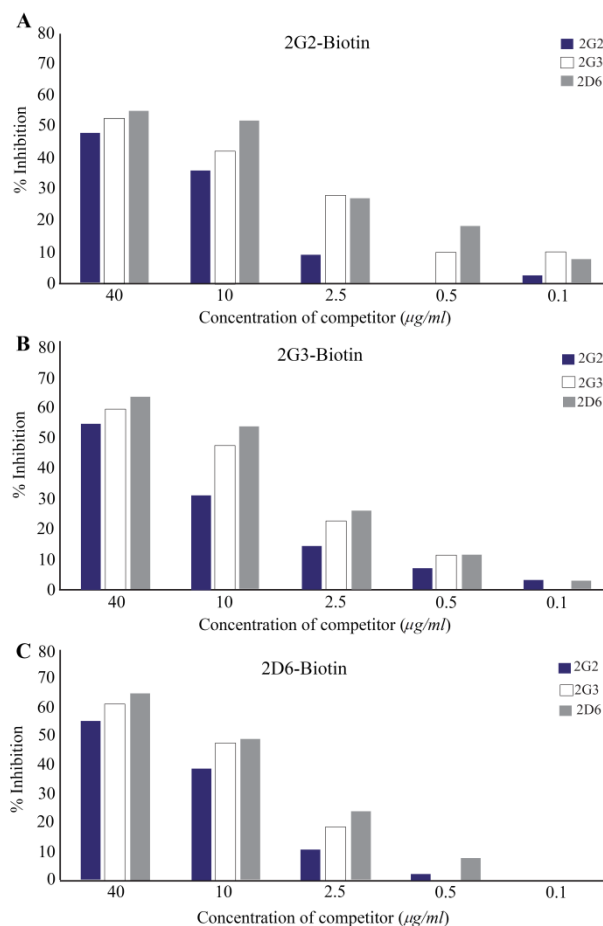 A
2G2-Biotin
80
70
60
50
40
30
20
10
0
% Inhibition
2G2
2G3
2D6
40 10 2.5 0.5 0.1
Concentration of competitor (µg/ml)
B
2G3-Biotin
80
70
60
50
40
30
20
10
0
% Inhibition
2G2
2G3
2D6
40 10 2.5 0.5 0.1
Concentration of competitor (µg/ml)
C
2D6-Biotin
80
70
60
50
40
30
20
10
0
% Inhibition
2G2
2G3
2D6
40 10 2.5 0.5 0.1
Concentration of competitor (µg/ml)